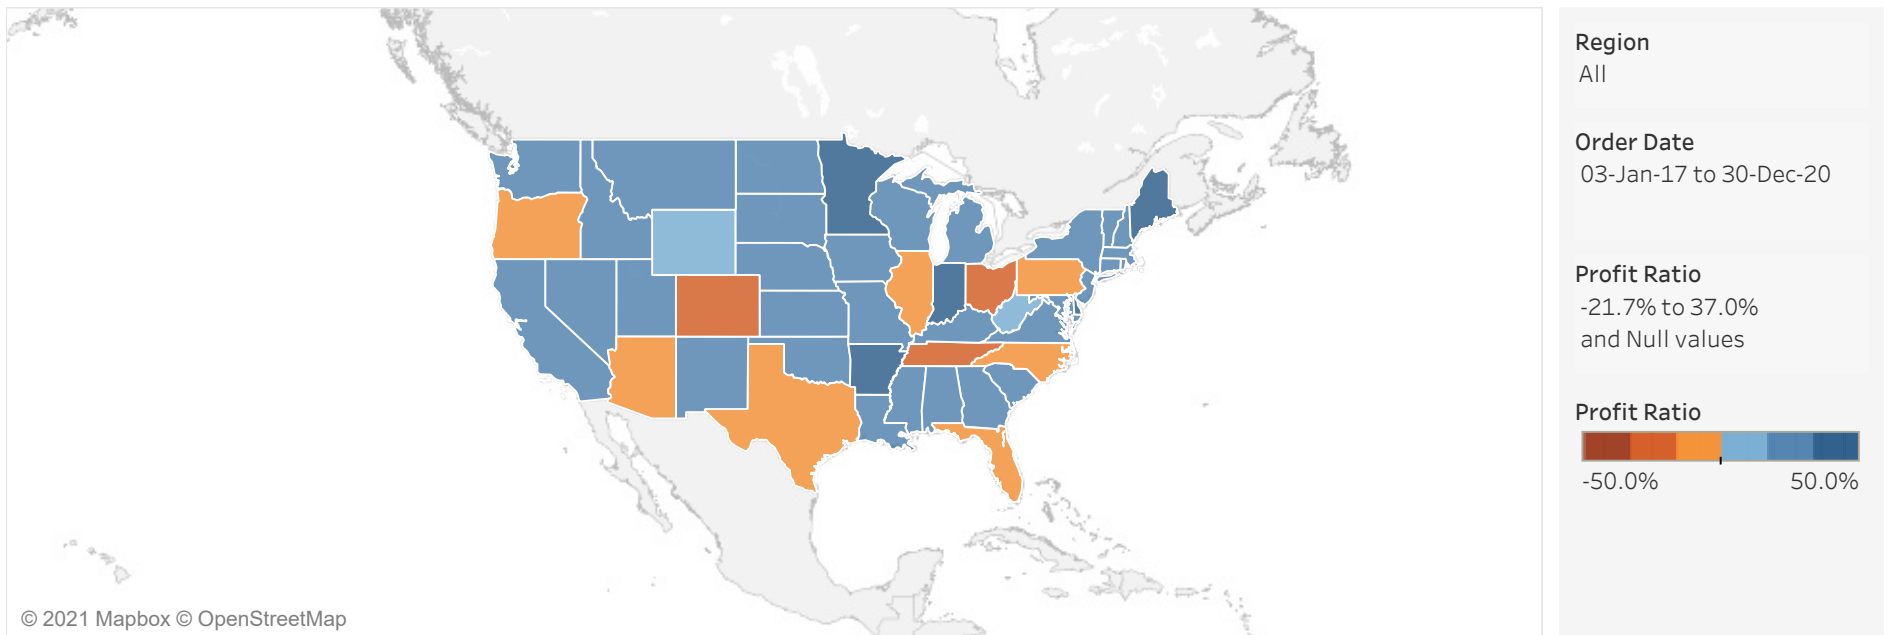 Region
All
Order Date
03-Jan-17 to 30-Dec-20
Profit Ratio
-21.7% to 37.0%
and Null values
Profit Ratio
-50.0% 50.0%
© 2021 Mapbox © OpenStreetMap